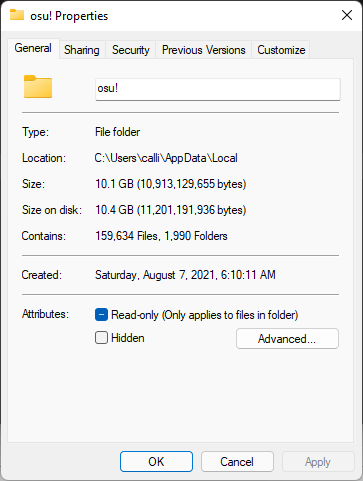 osu! Properties
General Sharing Security Previous Versions Customize
osu!
Type: File folder
Location: C:\Users\calli\AppData\Local
Size: 10.1 GB (10,913,129,655 bytes)
Size on disk: 10.4 GB (11,201,191,936 bytes)
Contains: 159,634 Files, 1,990 Folders
Created: Saturday, August 7, 2021, 6:10:11 AM
Attributes: Read-only (Only applies to files in folder)
Hidden Advanced...
OK Cancel Apply